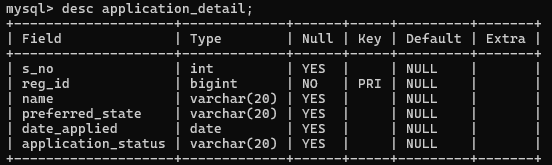 mysql> desc application_detail;
+--------------------+-------------+------+-----+---------+-------+
| Field              | Type        | Null | Key | Default | Extra |
+--------------------+-------------+------+-----+---------+-------+
| s_no               | int         | YES  |     | NULL    |       |
| reg_id             | bigint      | NO   | PRI | NULL    |       |
| name               | varchar(20) | YES  |     | NULL    |       |
| preferred_state    | varchar(20) | YES  |     | NULL    |       |
| date_applied       | date        | YES  |     | NULL    |       |
| application_status | varchar(20) | YES  |     | NULL    |       |
+--------------------+-------------+------+-----+---------+-------+